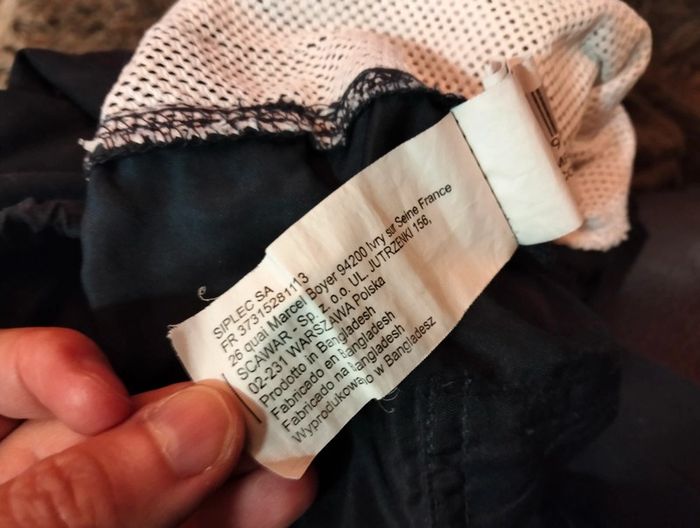 SIPLEC SA
FR 37315281113
26 quai Marcel Boyer 94200 Ivry sur Seine France
SCAWAR - Sp. z. o.o. UL. JUTRZENKI 156,
02-231 WARSZAWA Polska
Prodotto in Bangladesh
Fabricado en Bangladesh
Fabricado na Bangladesh
Wyprodukowano w Bangladesz